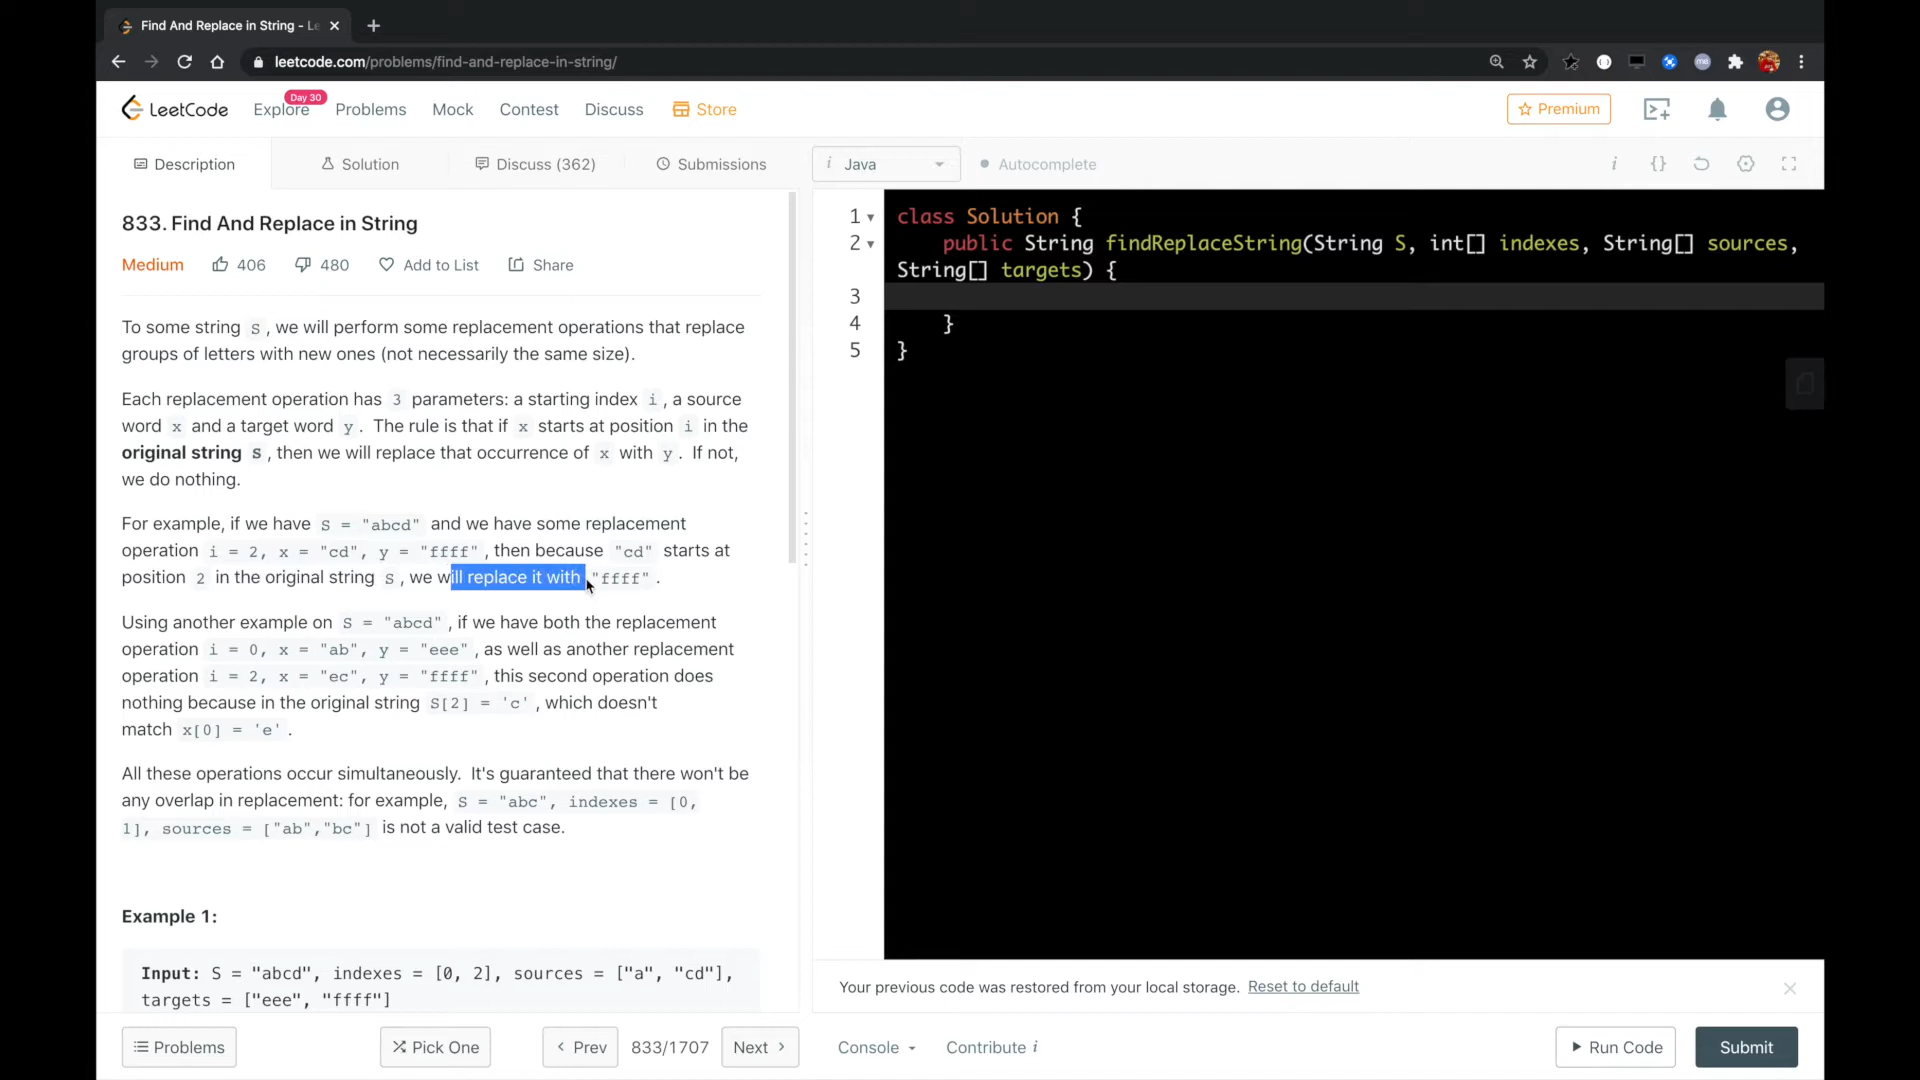 Find And Replace in String - Le
leetcode.com/problems/find-and-replace-in-string/
LeetCode
Explore
Day 30
Problems
Mock
Contest
Discuss
Store
Premium
Description
Solution
Discuss (362)
Submissions
Java
Autocomplete
833. Find And Replace in String
Medium
406
480
Add to List
Share
To some string S , we will perform some replacement operations that replace
groups of letters with new ones (not necessarily the same size).
Each replacement operation has 3 parameters: a starting index i , a source
word x and a target word y . The rule is that if x starts at position i in the
original string S , then we will replace that occurrence of x with y . If not,
we do nothing.
For example, if we have S = "abcd" and we have some replacement
operation i = 2, x = "cd", y = "ffff" , then because "cd" starts at
position 2 in the original string S , we will replace it with "ffff" .
Using another example on S = "abcd" , if we have both the replacement
operation i = 0, x = "ab", y = "eee" , as well as another replacement
operation i = 2, x = "ec", y = "ffff" , this second operation does
nothing because in the original string S[2] = 'c' , which doesn't
match x[0] = 'e' .
All these operations occur simultaneously. It's guaranteed that there won't be
any overlap in replacement: for example, S = "abc", indexes = [0,
1], sources = ["ab","bc"] is not a valid test case.
Example 1:
Input: S = "abcd", indexes = [0, 2], sources = ["a", "cd"],
targets = ["eee", "ffff"]
1 class Solution {
2 public String findReplaceString(String S, int[] indexes, String[] sources,
String[] targets) {
3
4 }
5 }
Your previous code was restored from your local storage. Reset to default
Problems
Pick One
Prev
833/1707
Next
Console
Contribute i
Run Code
Submit